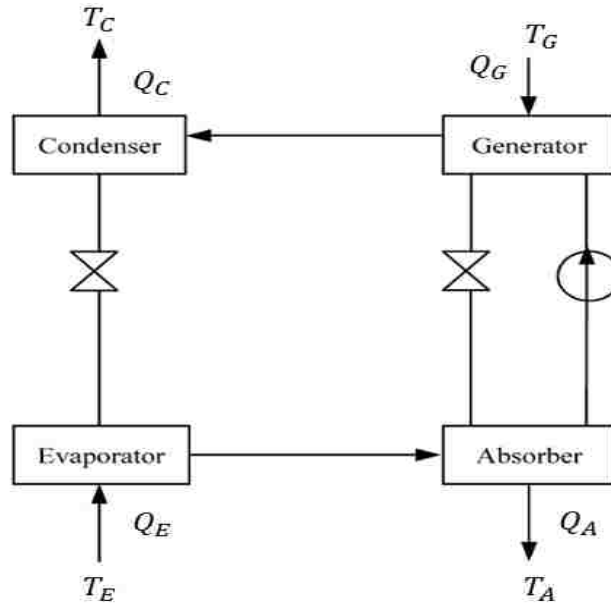 T_C
T_G
Q_C
Q_G
Condenser
Generator
Evaporator
Absorber
Q_E
Q_A
T_E
T_A